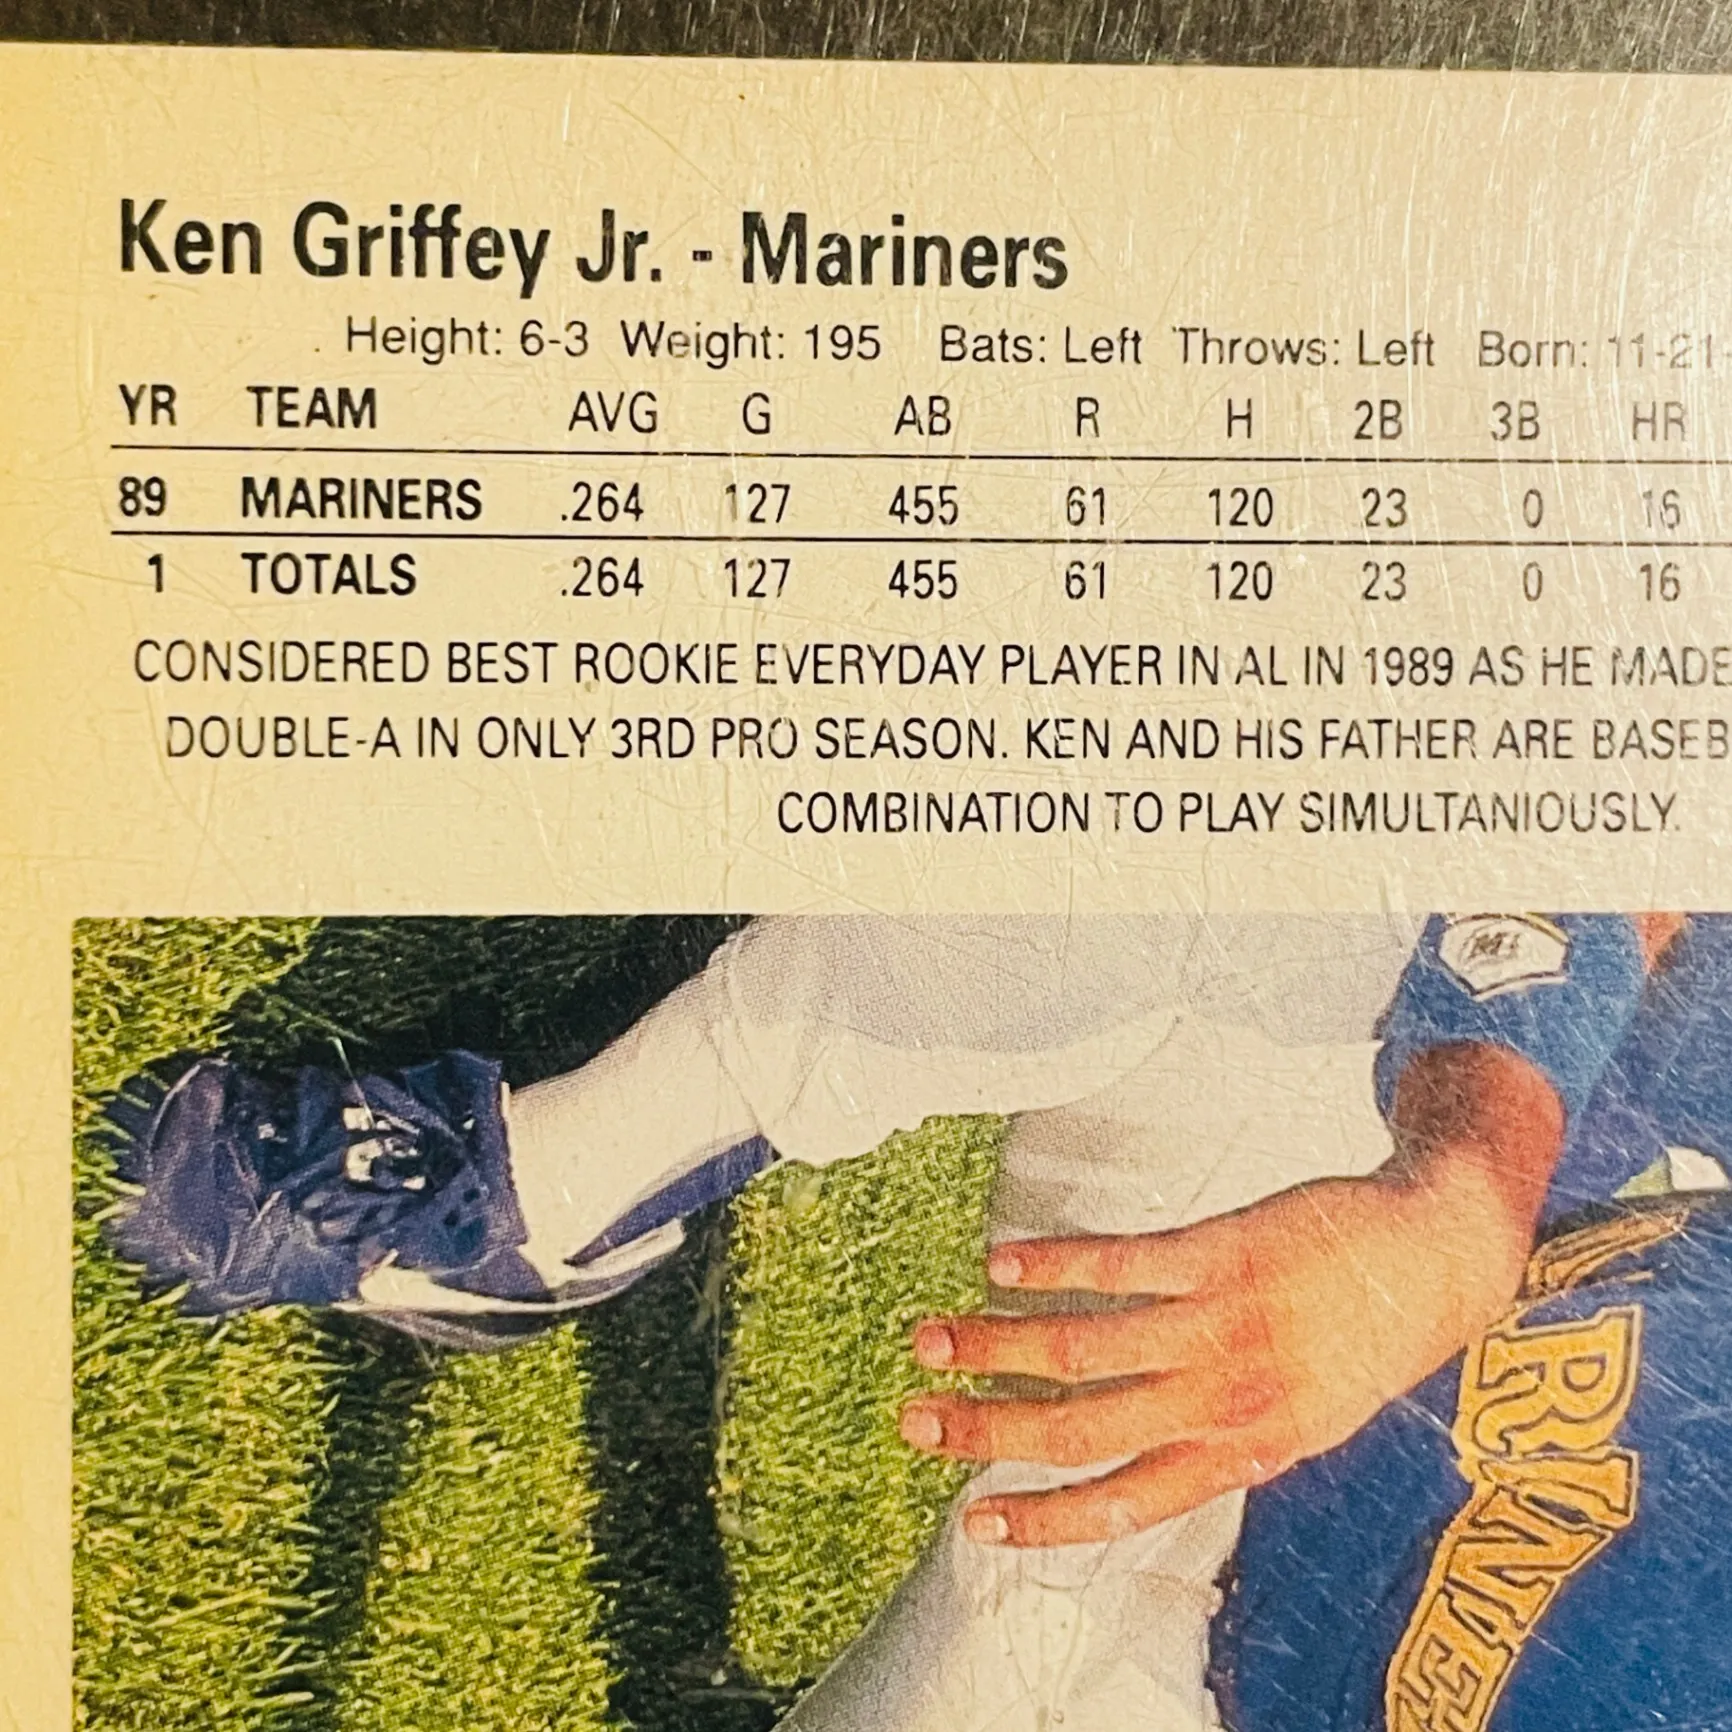 Ken Griffey Jr. - Mariners
Height: 6-3 Weight: 195 Bats: Left Throws: Left Born: 11-21-
YR TEAM AVG G AB R H 2B 3B HR
89 MARINERS .264 127 455 61 120 23 0 16
1 TOTALS .264 127 455 61 120 23 0 16
CONSIDERED BEST ROOKIE EVERYDAY PLAYER IN AL IN 1989 AS HE MADE
DOUBLE-A IN ONLY 3RD PRO SEASON. KEN AND HIS FATHER ARE BASEB
COMBINATION TO PLAY SIMULTANIOUSLY.
RINE